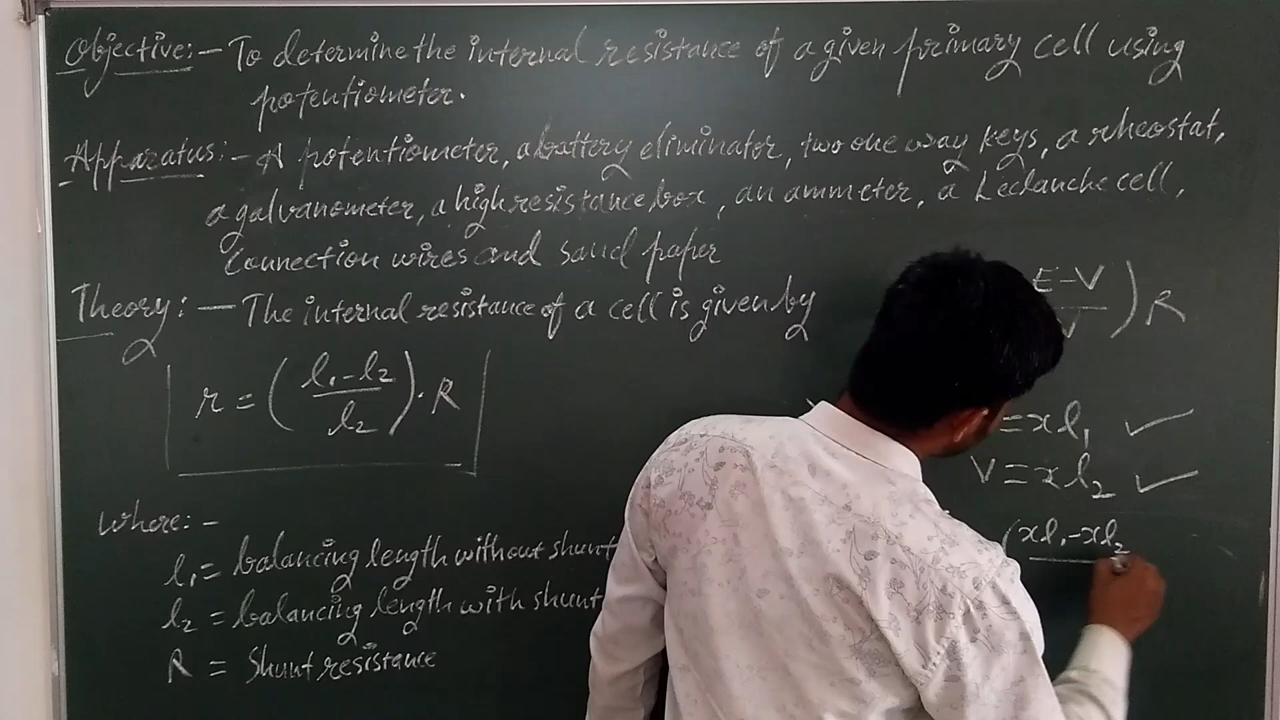 Objective:- To determine the internal resistance of a given primary cell using
potentiometer.
Apparatus:- A potentiometer, a battery eliminator, two one way keys, a rheostat,
a galvanometer, a high resistance box, an ammeter, a Leclanche cell,
Connection wires and sand paper
Theory:- The internal resistance of a cell is given by
r = (l₁-l₂/l₂).R
where:-
l₁ = balancing length without shunt
l₂ = balancing length with shunt
R = Shunt resistance
E-V
V) R
=xl₁ ✓
V=xl₂ ✓
(xl₁-xl₂